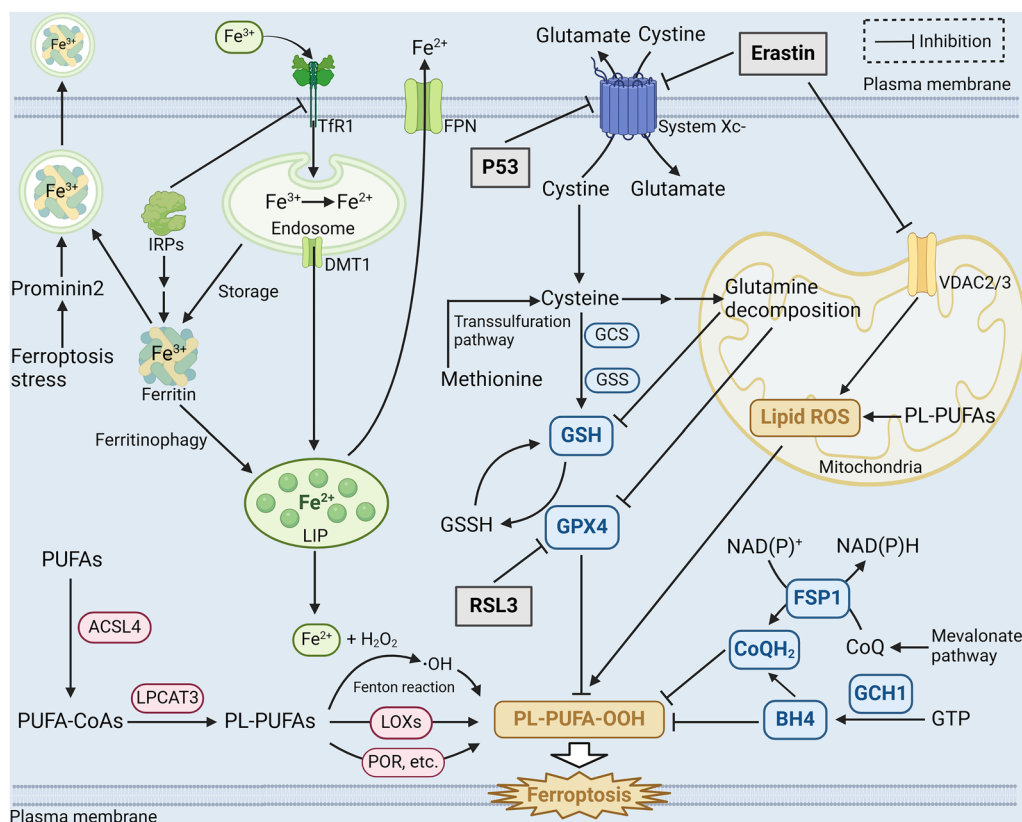 Fe³⁺
Fe³⁺
Fe²⁺
Glutamate Cystine
Erastin
Inhibition
Plasma membrane
TfR1
FPN
System Xc-
P53
Fe³⁺
Cystine
Glutamate
Fe³⁺
Fe²⁺
Endosome
IRPs
DMT1
VDAC2/3
Prominin2
Storage
Cysteine
Glutamine
decomposition
Transsulfuration
pathway
GCS
Ferroptosis
stress
Fe³⁺
Ferritin
Methionine
GSS
Lipid ROS
PL-PUFAs
Ferritinophagy
GSH
Mitochondria
Fe²⁺
LIP
GSSH
GPX4
NAD(P)⁺
NAD(P)H
PUFAs
RSL3
FSP1
ACSL4
Fe²⁺ + H₂O₂
CoQH₂
CoQ
Mevalonate
pathway
·OH
Fenton reaction
LPCAT3
GCH1
PUFA-CoAs
PL-PUFAs
LOXs
PL-PUFA-OOH
BH4
GTP
POR, etc.
Ferroptosis
Plasma membrane